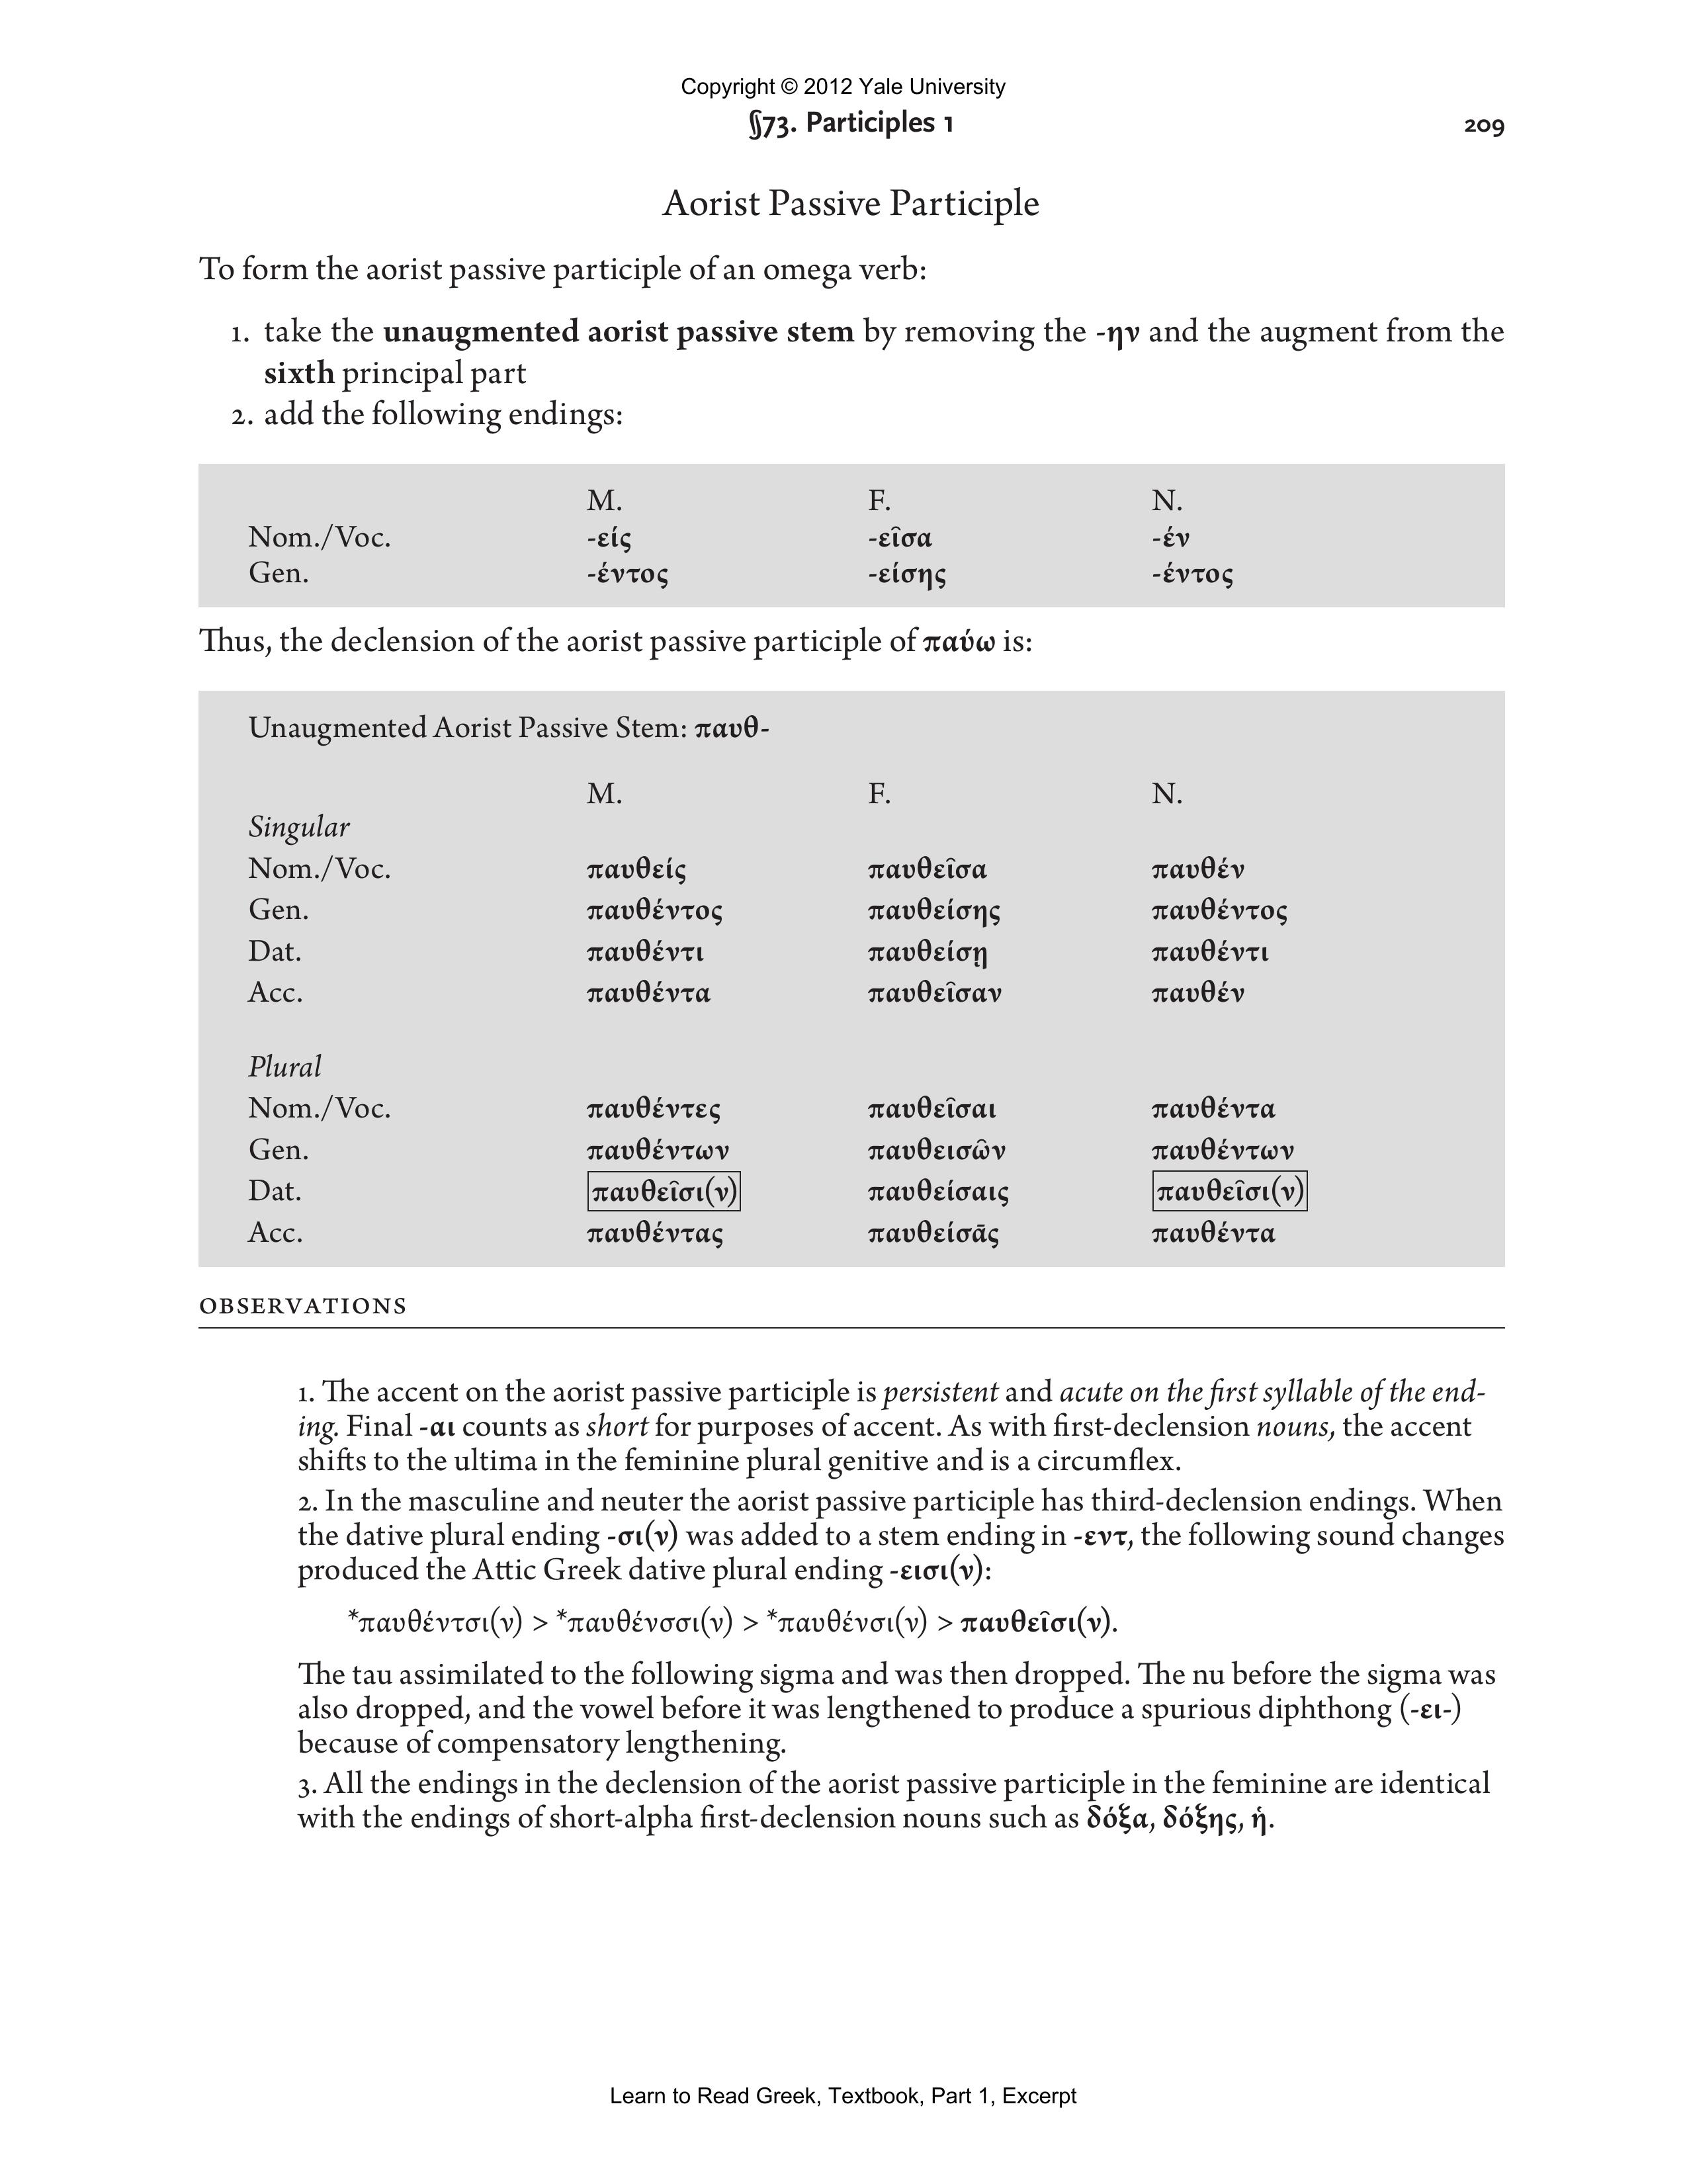 Copyright © 2012 Yale University
§73. Participles 1 209
Aorist Passive Participle
To form the aorist passive participle of an omega verb:
1. take the unaugmented aorist passive stem by removing the -ην and the augment from the
sixth principal part
2. add the following endings:
M. F. N.
Nom./Voc. -είς -εῖσα -έν
Gen. -έντος -είσης -έντος
Thus, the declension of the aorist passive participle of παύω is:
Unaugmented Aorist Passive Stem: παυθ-
M. F. N.
Singular
Nom./Voc. παυθείς παυθεῖσα παυθέν
Gen. παυθέντος παυθείσης παυθέντος
Dat. παυθέντι παυθείσῃ παυθέντι
Acc. παυθέντα παυθεῖσαν παυθέν
Plural
Nom./Voc. παυθέντες παυθεῖσαι παυθέντα
Gen. παυθέντων παυθεισῶν παυθέντων
Dat. παυθεῖσι(ν) παυθείσαις παυθεῖσι(ν)
Acc. παυθέντας παυθείσᾱς παυθέντα
OBSERVATIONS
1. The accent on the aorist passive participle is persistent and acute on the first syllable of the end-
ing. Final -αι counts as short for purposes of accent. As with first-declension nouns, the accent
shifts to the ultima in the feminine plural genitive and is a circumflex.
2. In the masculine and neuter the aorist passive participle has third-declension endings. When
the dative plural ending -σι(ν) was added to a stem ending in -εντ, the following sound changes
produced the Attic Greek dative plural ending -εισι(ν):
*παυθέντσι(ν) > *παυθένσσι(ν) > *παυθένσι(ν) > παυθεῖσι(ν).
The tau assimilated to the following sigma and was then dropped. The nu before the sigma was
also dropped, and the vowel before it was lengthened to produce a spurious diphthong (-ει-)
because of compensatory lengthening.
3. All the endings in the declension of the aorist passive participle in the feminine are identical
with the endings of short-alpha first-declension nouns such as δόξα, δόξης, ἡ.
Learn to Read Greek, Textbook, Part 1, Excerpt